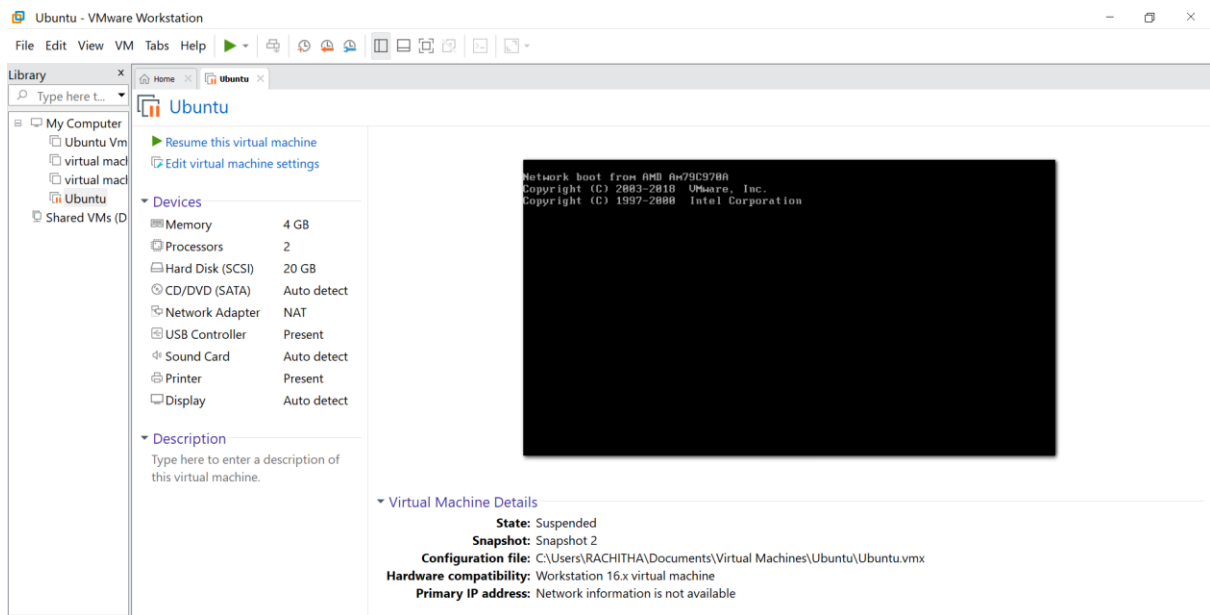 Ubuntu - VMware Workstation
File Edit View VM Tabs Help
Library x
Type here t...
My Computer
Ubuntu Vm
virtual mach
virtual mach
Ubuntu
Shared VMs (D
Home
Ubuntu
Ubuntu
Resume this virtual machine
Edit virtual machine settings
Devices
Memory 4 GB
Processors 2
Hard Disk (SCSI) 20 GB
CD/DVD (SATA) Auto detect
Network Adapter NAT
USB Controller Present
Sound Card Auto detect
Printer Present
Display Auto detect
Description
Type here to enter a description of
this virtual machine.
Network boot from AMD Am79C970A
Copyright (C) 2003-2018 VMware, Inc.
Copyright (C) 1997-2000 Intel Corporation
Virtual Machine Details
State: Suspended
Snapshot: Snapshot 2
Configuration file: C:\Users\RACHITHA\Documents\Virtual Machines\Ubuntu\Ubuntu.vmx
Hardware compatibility: Workstation 16.x virtual machine
Primary IP address: Network information is not available